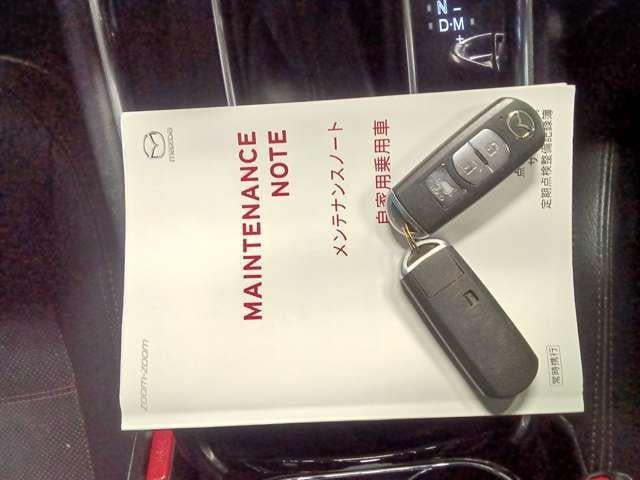 N -
D·M
+
mazda
MAINTENANCE
NOTE
メンテナンスノート
自家用乗用車
定期点検整備記録簿
常時携行
zoom-zoom